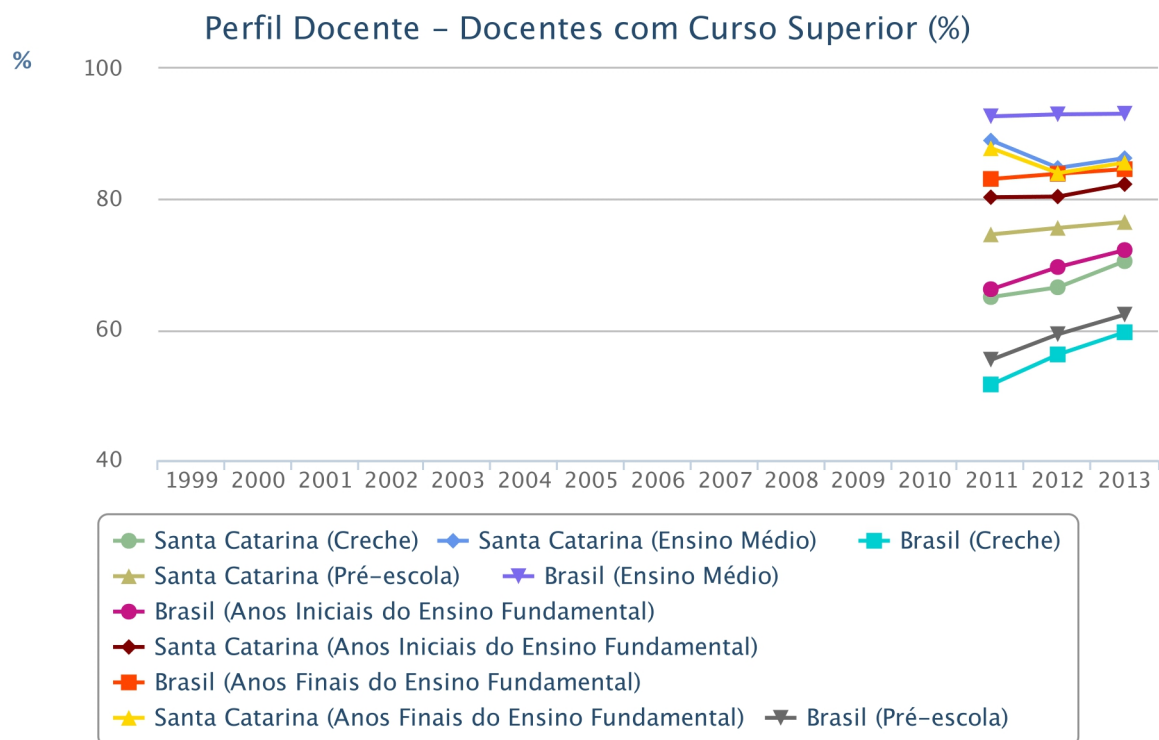 Perfil Docente – Docentes com Curso Superior (%)
%
100
80
60
40
1999 2000 2001 2002 2003 2004 2005 2006 2007 2008 2009 2010 2011 2012 2013
Santa Catarina (Creche) Santa Catarina (Ensino Médio) Brasil (Creche)
Santa Catarina (Pré-escola) Brasil (Ensino Médio)
Brasil (Anos Iniciais do Ensino Fundamental)
Santa Catarina (Anos Iniciais do Ensino Fundamental)
Brasil (Anos Finais do Ensino Fundamental)
Santa Catarina (Anos Finais do Ensino Fundamental) Brasil (Pré-escola)